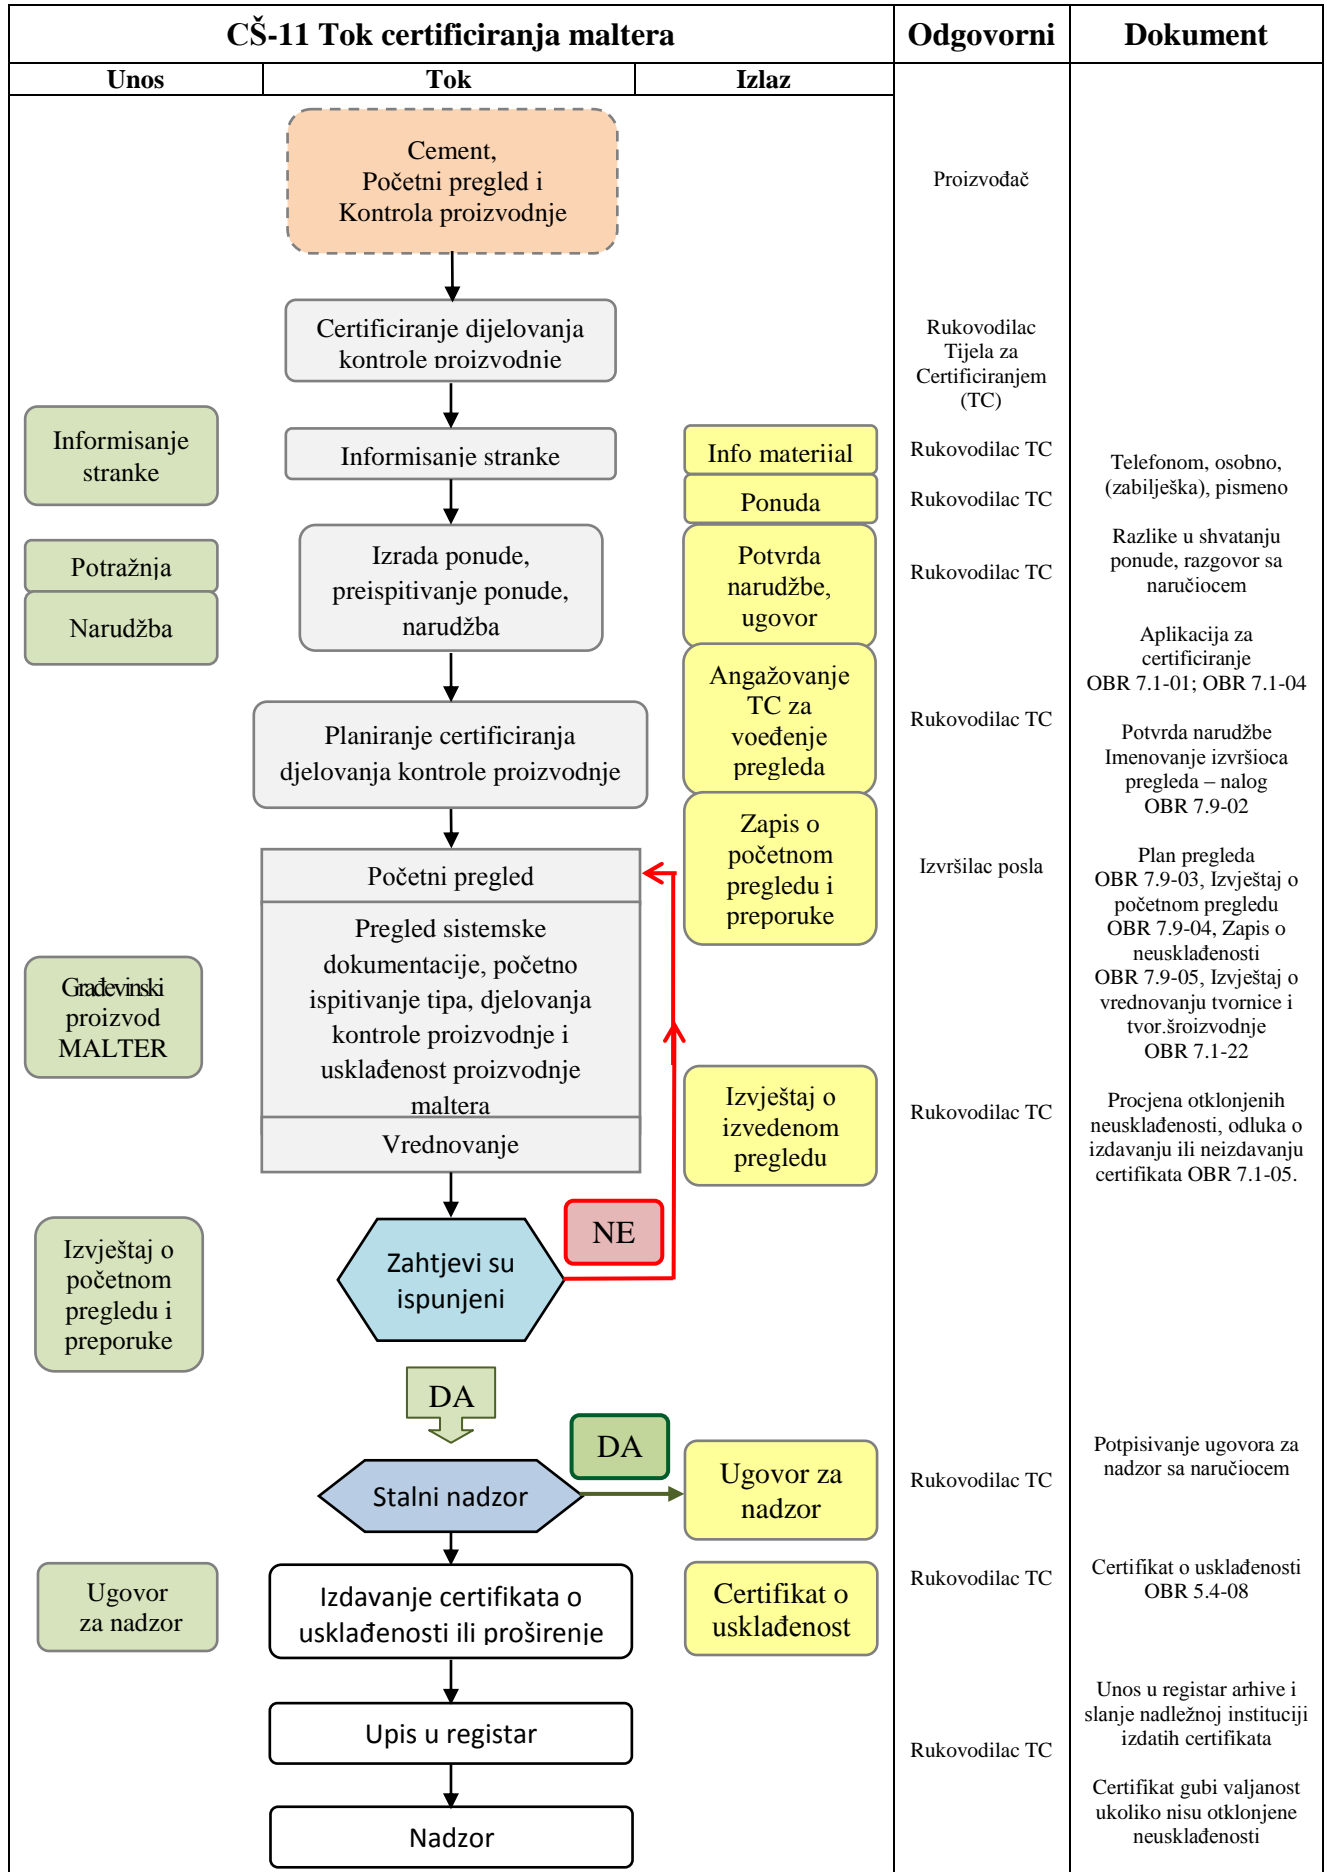 CŠ-11 Tok certificiranja maltera
Odgovorni
Dokument
Unos
Tok
Izlaz
Cement,
Početni pregled i
Kontrola proizvodnje
Proizvođač
Certificiranje dijelovanja
kontrole proizvodnje
Rukovodilac
Tijela za
Certificiranjem
(TC)
Informisanje
stranke
Informisanje stranke
Info materijal
Rukovodilac TC
Telefonom, osobno,
(zabilješka), pismeno
Ponuda
Rukovodilac TC
Potražnja
Narudžba
Izrada ponude,
preispitivanje ponude,
narudžba
Potvrda
narudžbe,
ugovor
Rukovodilac TC
Razlike u shvatanju
ponude, razgovor sa
naručiocem
Aplikacija za
certificiranje
OBR 7.1-01; OBR 7.1-04
Planiranje certificiranja
djelovanja kontrole proizvodnje
Angažovanje
TC za
voeđenje
pregleda
Rukovodilac TC
Potvrda narudžbe
Imenovanje izvršioca
pregleda – nalog
OBR 7.9-02
Početni pregled
Zapis o
početnom
pregledu i
preporuke
Izvršilac posla
Plan pregleda
OBR 7.9-03, Izvještaj o
početnom pregledu
OBR 7.9-04, Zapis o
neusklađenosti
OBR 7.9-05, Izvještaj o
vrednovanju tvornice i
tvor.šroizvodnje
OBR 7.1-22
Građevinski
proizvod
MALTER
Pregled sistemske
dokumentacije, početno
ispitivanje tipa, djelovanja
kontrole proizvodnje i
usklađenost proizvodnje
maltera
Vrednovanje
Izvještaj o
izvedenom
pregledu
Rukovodilac TC
Procjena otklonjenih
neusklađenosti, odluka o
izdavanju ili neizdavanju
certifikata OBR 7.1-05.
Izvještaj o
početnom
pregledu i
preporuke
Zahtjevi su
ispunjeni
NE
DA
DA
Stalni nadzor
Ugovor za
nadzor
Rukovodilac TC
Potpisivanje ugovora za
nadzor sa naručiocem
Ugovor
za nadzor
Izdavanje certifikata o
usklađenosti ili proširenje
Certifikat o
usklađenost
Rukovodilac TC
Certifikat o usklađenosti
OBR 5.4-08
Upis u registar
Rukovodilac TC
Unos u registar arhive i
slanje nadležnoj instituciji
izdatih certifikata
Nadzor
Certifikat gubi valjanost
ukoliko nisu otklonjene
neusklađenosti